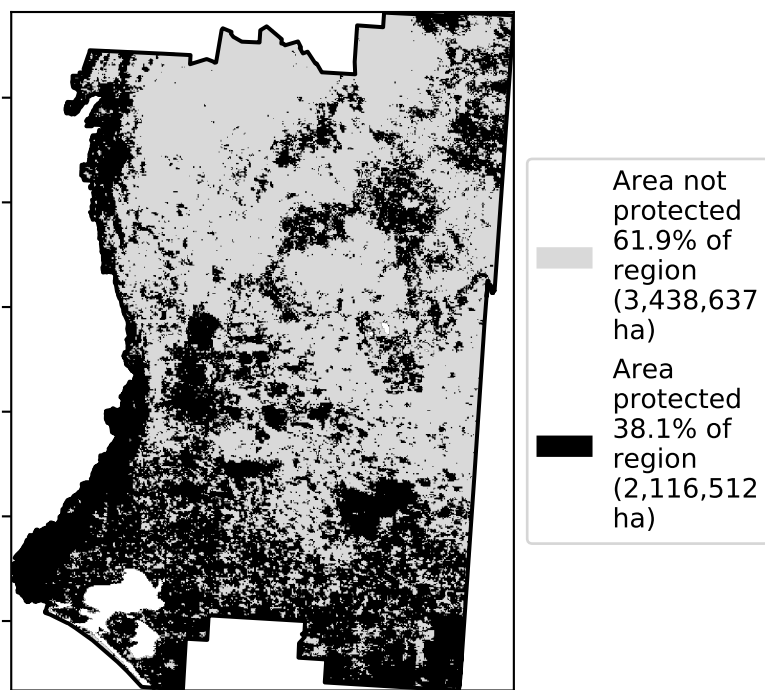 Area not
protected
61.9% of
region
(3,438,637
ha)
Area
protected
38.1% of
region
(2,116,512
ha)